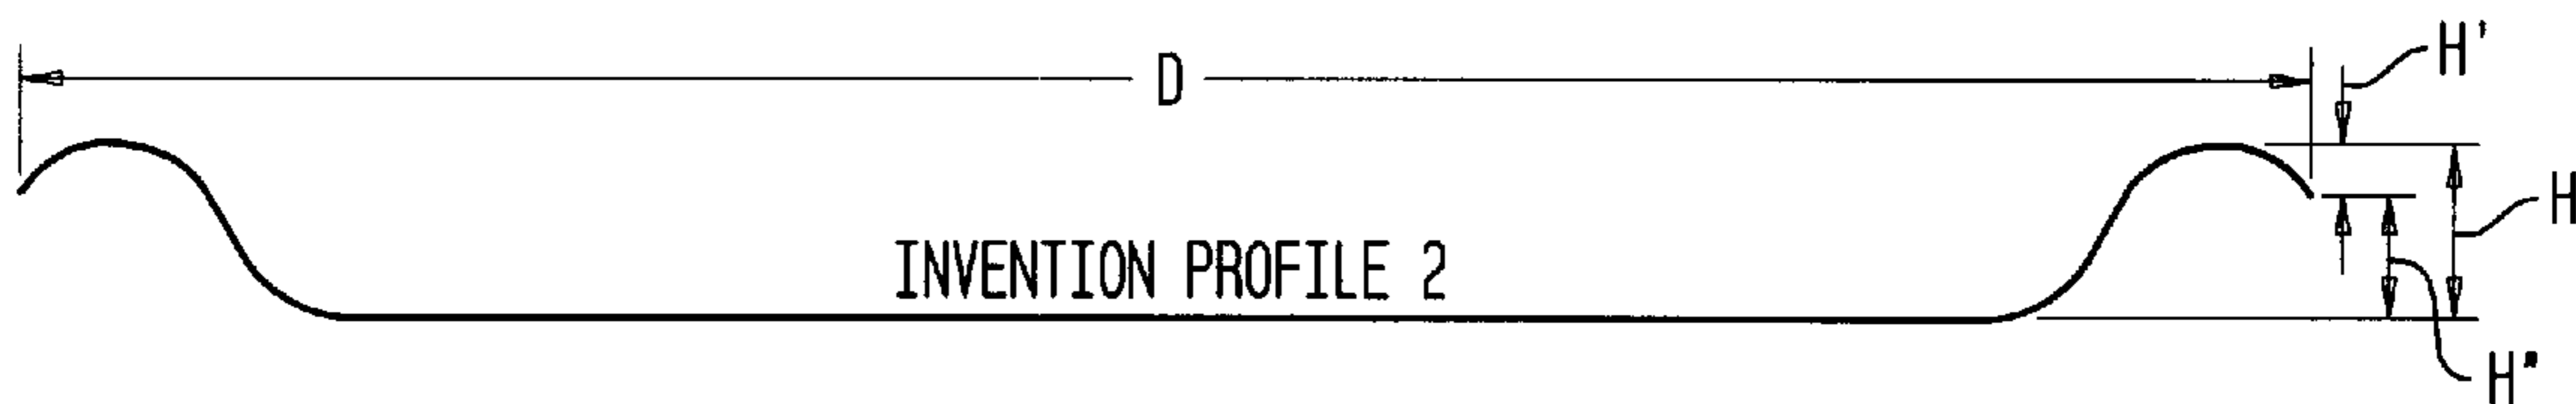 D
H'
H
INVENTION PROFILE 2
H"